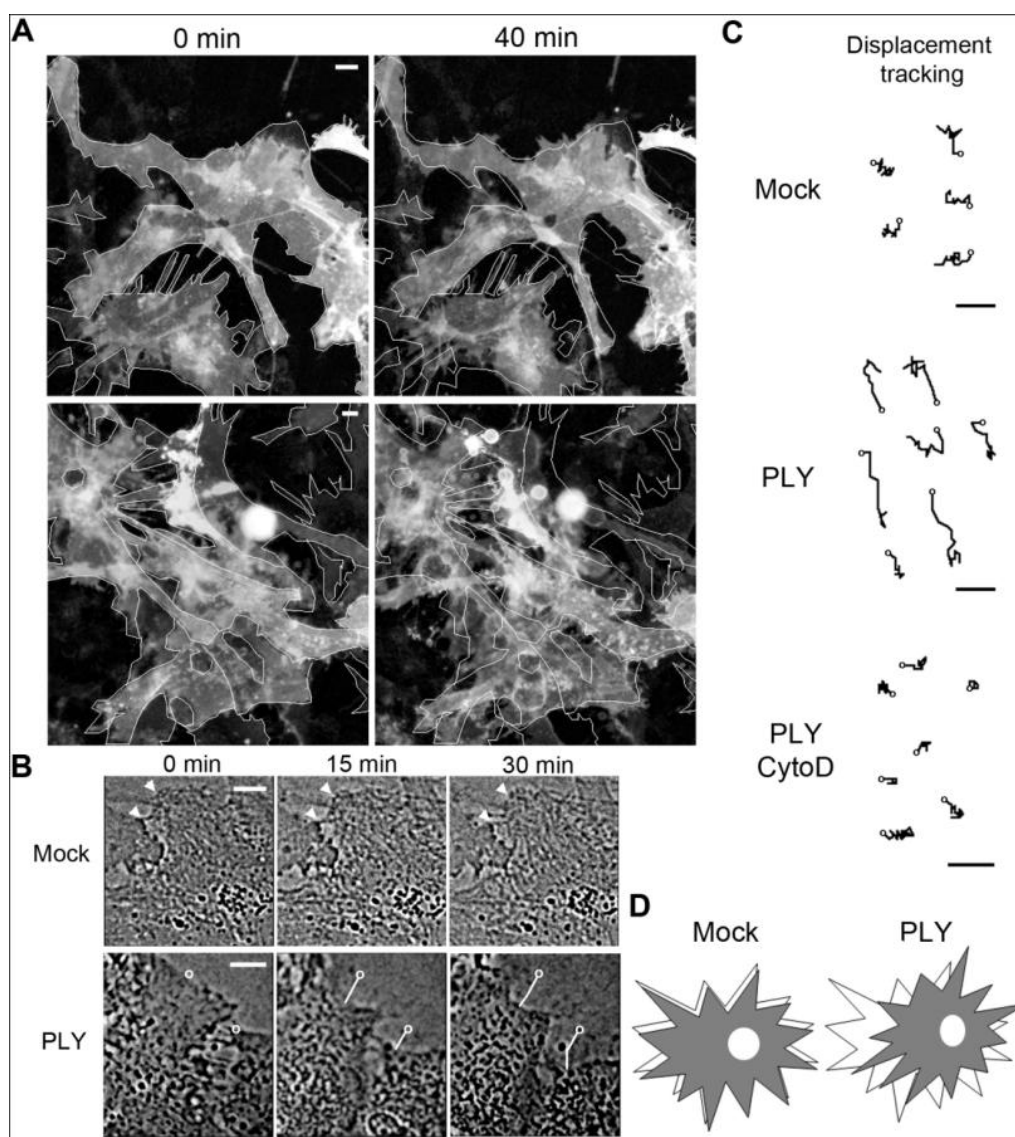 A
0 min
40 min
B
0 min
15 min
30 min
Mock
PLY
C
Displacement
tracking
Mock
PLY
PLY
CytoD
D
Mock
PLY